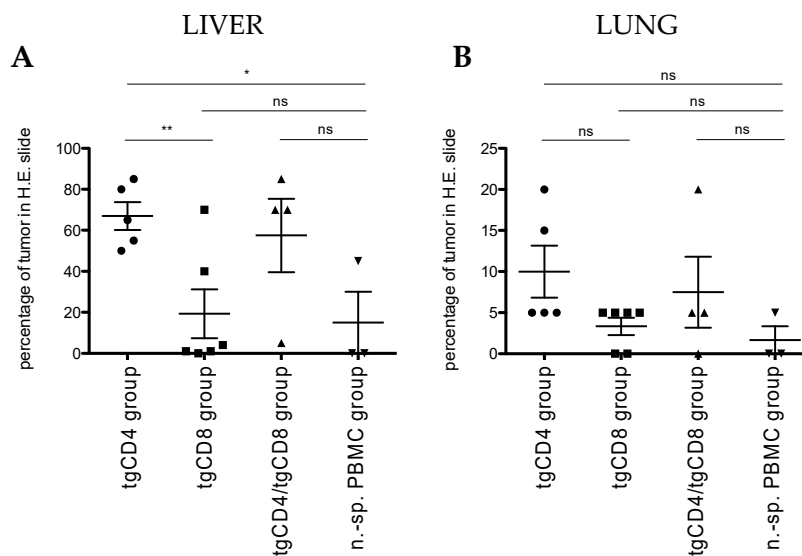 LIVER
LUNG
A
B
*
ns
** 
ns
ns
ns
ns
ns
percentage of tumor in H.E. slide
100
80
60
40
20
0
tgCD4 group
tgCD8 group
tgCD4/tgCD8 group
n.-sp. PBMC group
percentage of tumor in H.E. slide
25
20
15
10
5
0
tgCD4 group
tgCD8 group
tgCD4/tgCD8 group
n.-sp. PBMC group